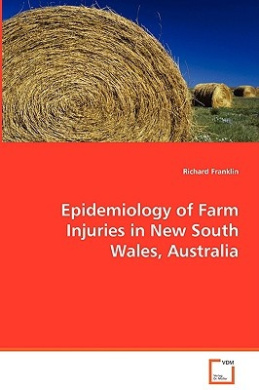 Richard Franklin
Epidemiology of Farm
Injuries in New South
Wales, Australia
VDM